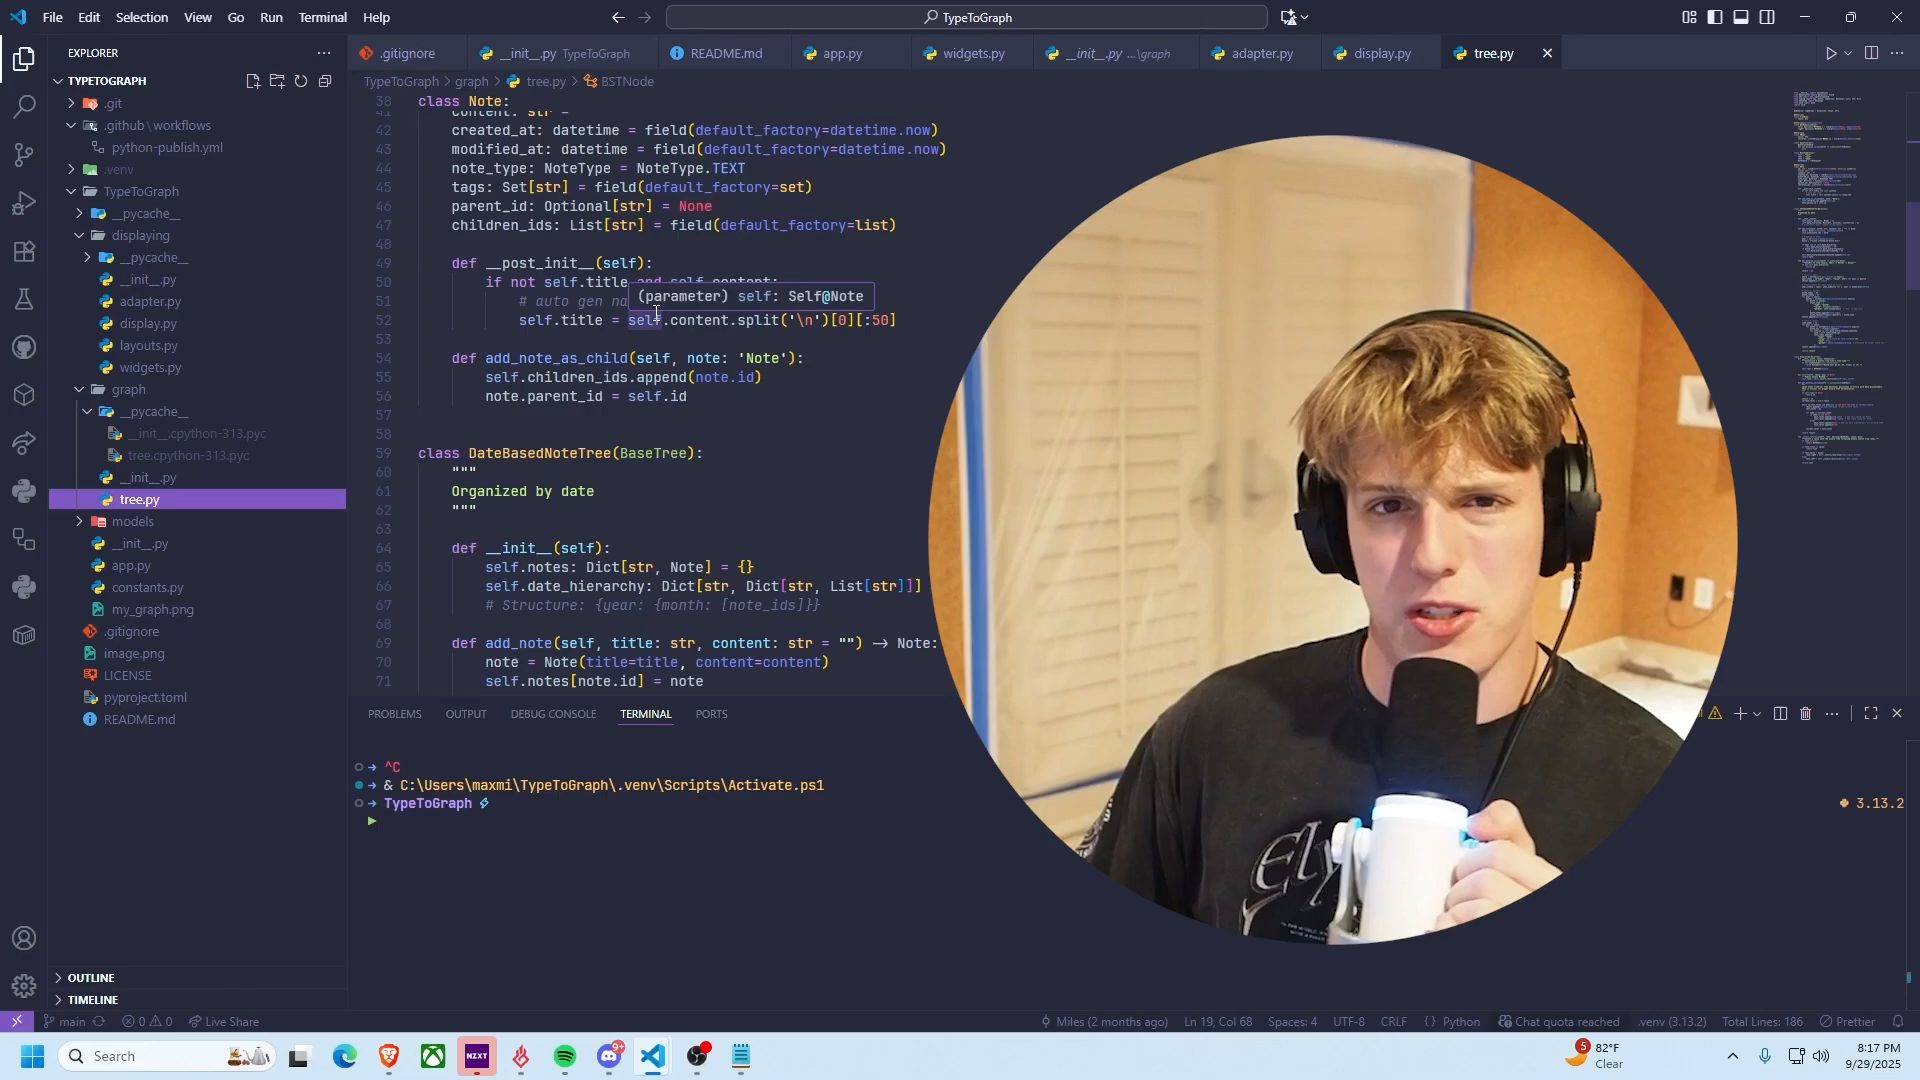 File Edit Selection View Go Run Terminal Help
TypeToGraph
EXPLORER
TYPETOGRAPH
.git
.github\workflows
python-publish.yml
.venv
TypeToGraph
__pycache__
displaying
__pycache__
__init__.py
adapter.py
display.py
layouts.py
widgets.py
graph
__pycache__
__init__.cpython-313.pyc
tree.cpython-313.pyc
__init__.py
tree.py
models
__init__.py
app.py
constants.py
my_graph.png
.gitignore
image.png
LICENSE
pyproject.toml
README.md
OUTLINE
TIMELINE
.gitignore __init__.py TypeToGraph README.md app.py widgets.py __init__.py ...\graph adapter.py display.py tree.py
TypeToGraph > graph > tree.py > BSTNode
38 class Note:
41 content: str =
42 created_at: datetime = field(default_factory=datetime.now)
43 modified_at: datetime = field(default_factory=datetime.now)
44 note_type: NoteType = NoteType.TEXT
45 tags: Set[str] = field(default_factory=set)
46 parent_id: Optional[str] = None
47 children_ids: List[str] = field(default_factory=list)
48
49 def __post_init__(self):
50 if not self.title and self.content:
51 # auto gen na
(parameter) self: Self@Note
52 self.title = self.content.split('\n')[0][:50]
53
54 def add_note_as_child(self, note: 'Note'):
55 self.children_ids.append(note.id)
56 note.parent_id = self.id
57
58
59 class DateBasedNoteTree(BaseTree):
60 """
61 Organized by date
62 """
63
64 def __init__(self):
65 self.notes: Dict[str, Note] = {}
66 self.date_hierarchy: Dict[str, Dict[str, List[str]]]
67 # Structure: {year: {month: [note_ids]}}
68
69 def add_note(self, title: str, content: str = "") → Note:
70 note = Note(title=title, content=content)
71 self.notes[note.id] = note
PROBLEMS OUTPUT DEBUG CONSOLE TERMINAL PORTS
^C
& C:\Users\maxmi\TypeToGraph\.venv\Scripts\Activate.ps1
TypeToGraph
3.13.2
main 0 0 Live Share
Miles (2 months ago) Ln 19, Col 68 Spaces: 4 UTF-8 CRLF {} Python Chat quota reached .venv (3.13.2) Total Lines: 186 Prettier
Search
NZXT
9+
5
82°F
Clear
8:17 PM
9/29/2025